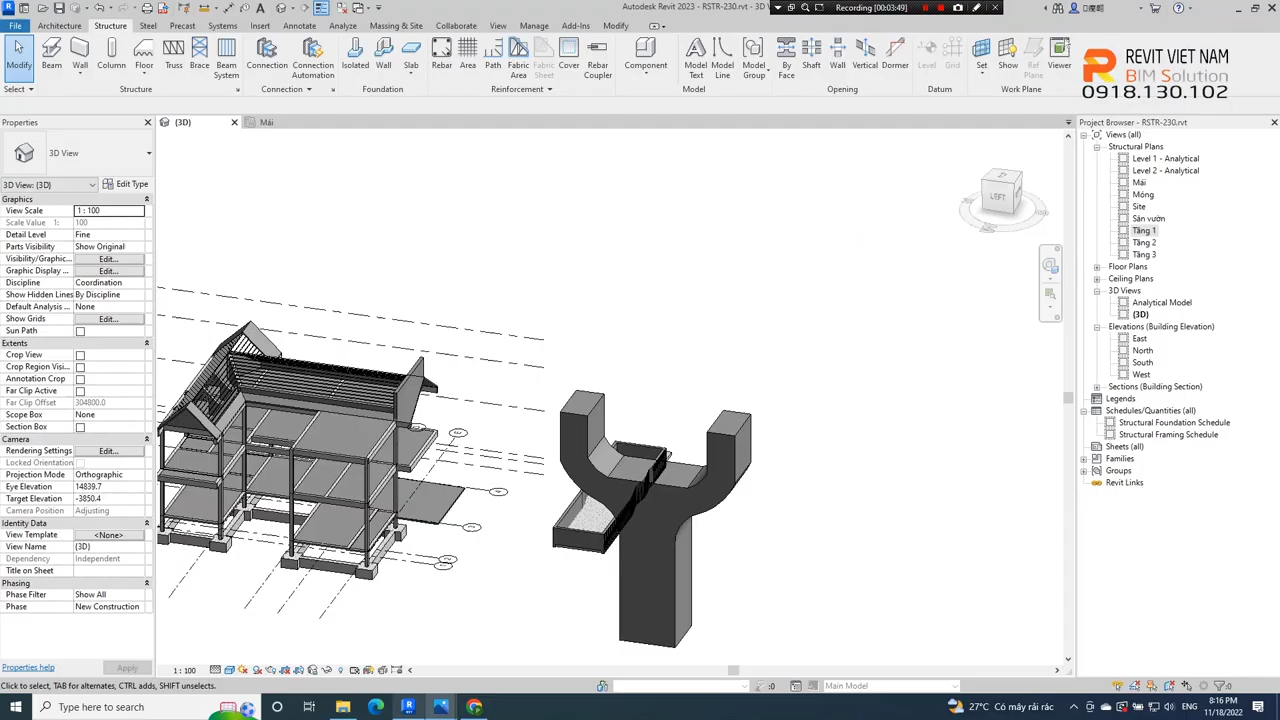 Autodesk Revit 2023 - RSTR-230.rvt - 3D V
Recording [00:03:49]
File
Architecture
Structure
Steel
Precast
Systems
Insert
Annotate
Analyze
Massing & Site
Collaborate
View
Manage
Add-Ins
Modify
Modify
Beam
Wall
Column
Floor
Truss
Brace
Beam System
Connection
Connection Automation
Isolated
Wall
Slab
Rebar
Area
Path
Fabric Area
Fabric Sheet
Cover
Rebar Coupler
Component
Model Text
Model Line
Model Group
By Face
Shaft
Wall
Vertical
Dormer
Level
Grid
Set
Show
Ref Plane
Viewer
Select
Structure
Connection
Foundation
Reinforcement
Model
Opening
Datum
Work Plane
REVIT VIET NAM
BIM Solution
0918.130.102
Properties
{3D}
Mái
Project Browser - RSTR-230.rvt
3D View
3D View: {3D}
Edit Type
Graphics
View Scale 1 : 100
Scale Value 1: 100
Detail Level Fine
Parts Visibility Show Original
Visibility/Graphic... Edit...
Graphic Display ... Edit...
Discipline Coordination
Show Hidden Lines By Discipline
Default Analysis ... None
Show Grids Edit...
Sun Path
Extents
Crop View
Crop Region Visi...
Annotation Crop
Far Clip Active
Far Clip Offset 304800.0
Scope Box None
Section Box
Camera
Rendering Settings Edit...
Locked Orientation
Projection Mode Orthographic
Eye Elevation 14839.7
Target Elevation -3850.4
Camera Position Adjusting
Identity Data
View Template <None>
View Name {3D}
Dependency Independent
Title on Sheet
Phasing
Phase Filter Show All
Phase New Construction
Properties help
Apply
LEFT
Views (all)
Structural Plans
Level 1 - Analytical
Level 2 - Analytical
Mái
Móng
Site
Sân vườn
Tầng 1
Tầng 2
Tầng 3
Floor Plans
Ceiling Plans
3D Views
Analytical Model
{3D}
Elevations (Building Elevation)
East
North
South
West
Sections (Building Section)
Legends
Schedules/Quantities (all)
Structural Foundation Schedule
Structural Framing Schedule
Sheets (all)
Families
Groups
Revit Links
1 : 100
Click to select, TAB for alternates, CTRL adds, SHIFT unselects.
:0
Main Model
:0
Type here to search
27°C Có mây rải rác
ENG
8:16 PM
11/18/2022